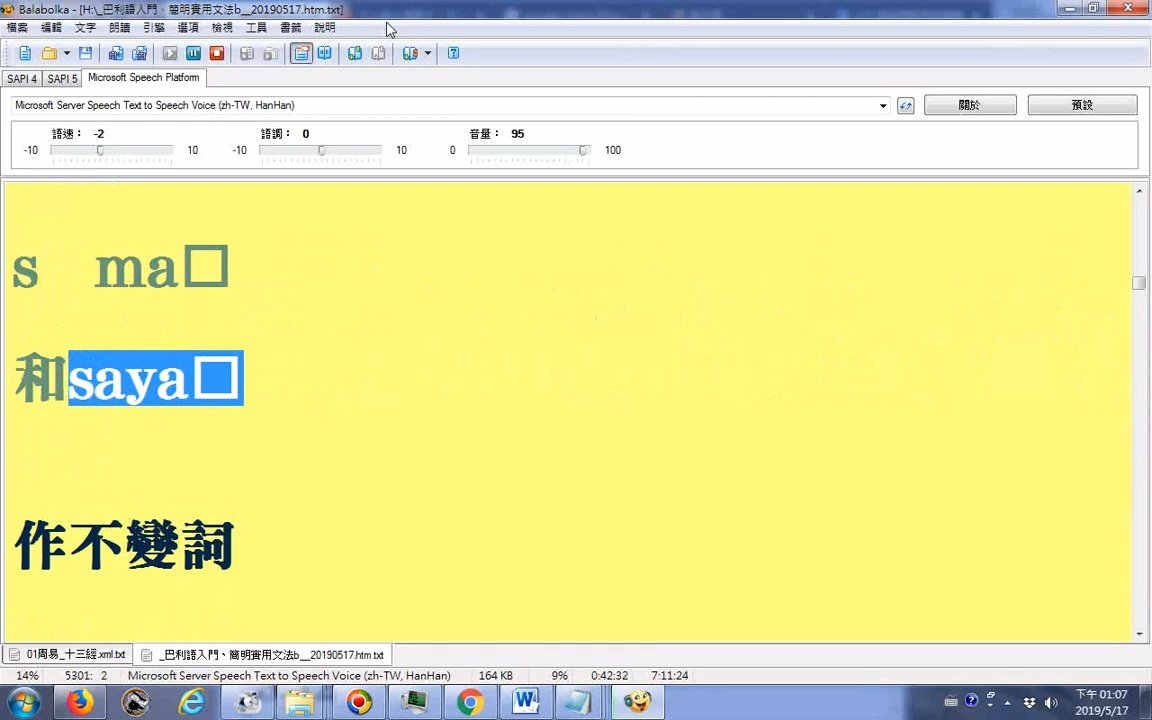 Balabolka - [H:\_巴利語入門、簡明實用文法b__20190517.htm.txt]
檔案 編輯 文字 朗讀 引擎 選項 檢視 工具 書籤 說明
SAPI 4 SAPI 5 Microsoft Speech Platform
Microsoft Server Speech Text to Speech Voice (zh-TW, HanHan) 關於 預設
語速： -2 語調： 0 音量： 95
-10 10 -10 10 0 100
s ma□
和saya□
作不變詞
01周易_十三經.xml.txt _巴利語入門、簡明實用文法b__20190517.htm.txt
14% 5301: 2 Microsoft Server Speech Text to Speech Voice (zh-TW, HanHan) 164 KB 9% 0:42:32 7:11:24
下午 01:07
2019/5/17